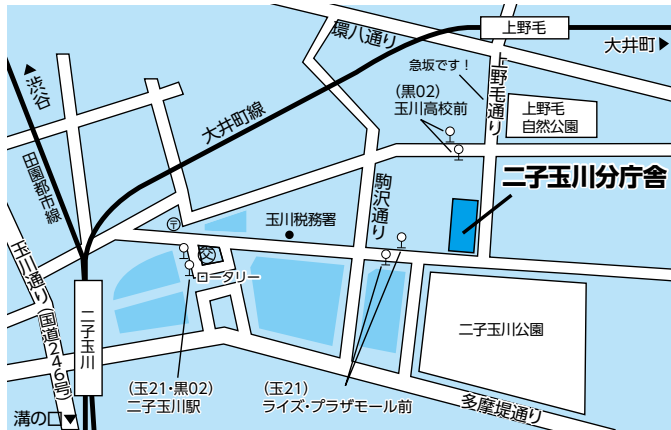 上野毛
大井町▶
環八通り
▲渋谷
急坂です！
上野毛通り
(黒02)
玉川高校前
上野毛
自然公園
大井町線
田園都市線
二子玉川分庁舎
駒沢通り
〒
玉川税務署
交
ロータリー
玉川通り(国道246号)
二子玉川
二子玉川公園
(玉21・黒02)
二子玉川駅
(玉21)
ライズ・プラザモール前
多摩堤通り
溝の口▼